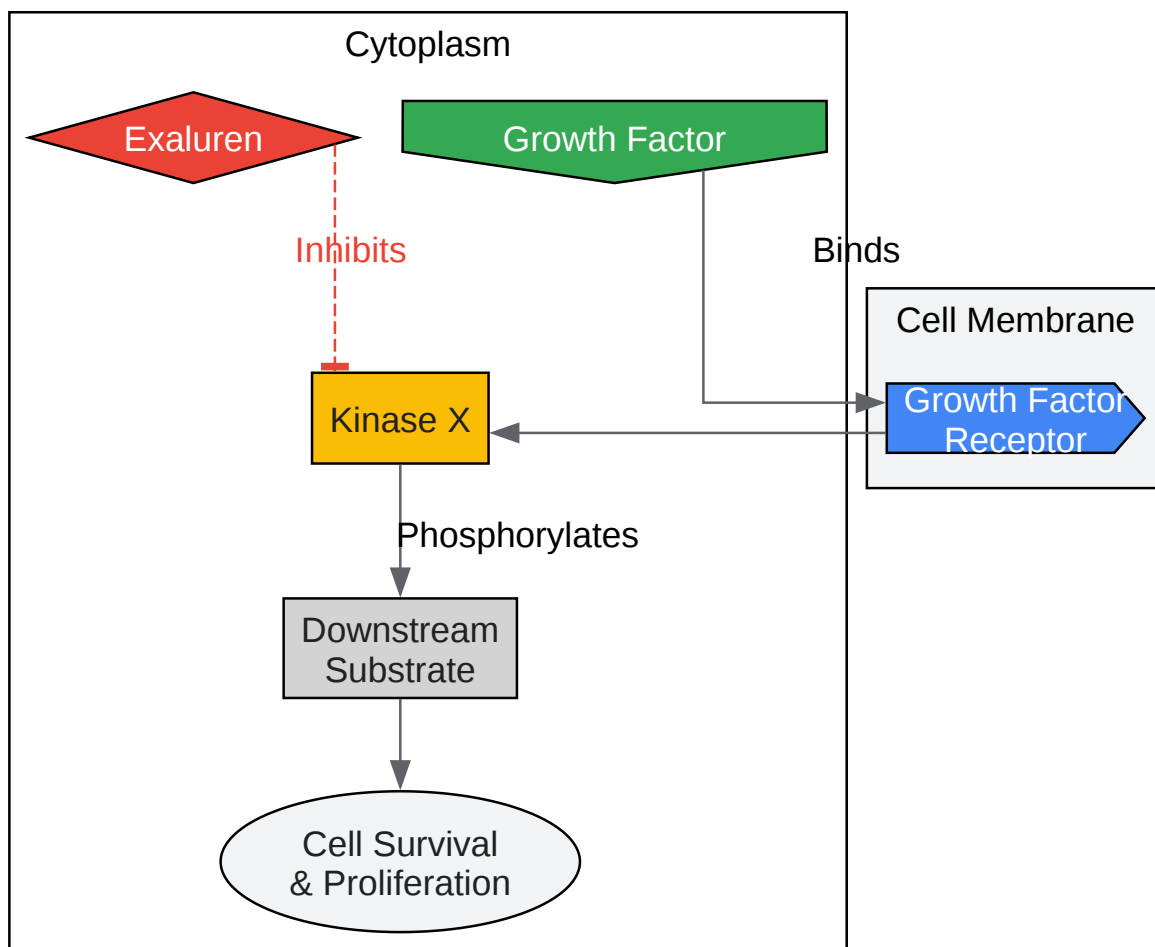 Cytoplasm
Exaluren
Growth Factor
Inhibits
Binds
Cell Membrane
Growth Factor
Receptor
Kinase X
Phosphorylates
Downstream
Substrate
Cell Survival
& Proliferation